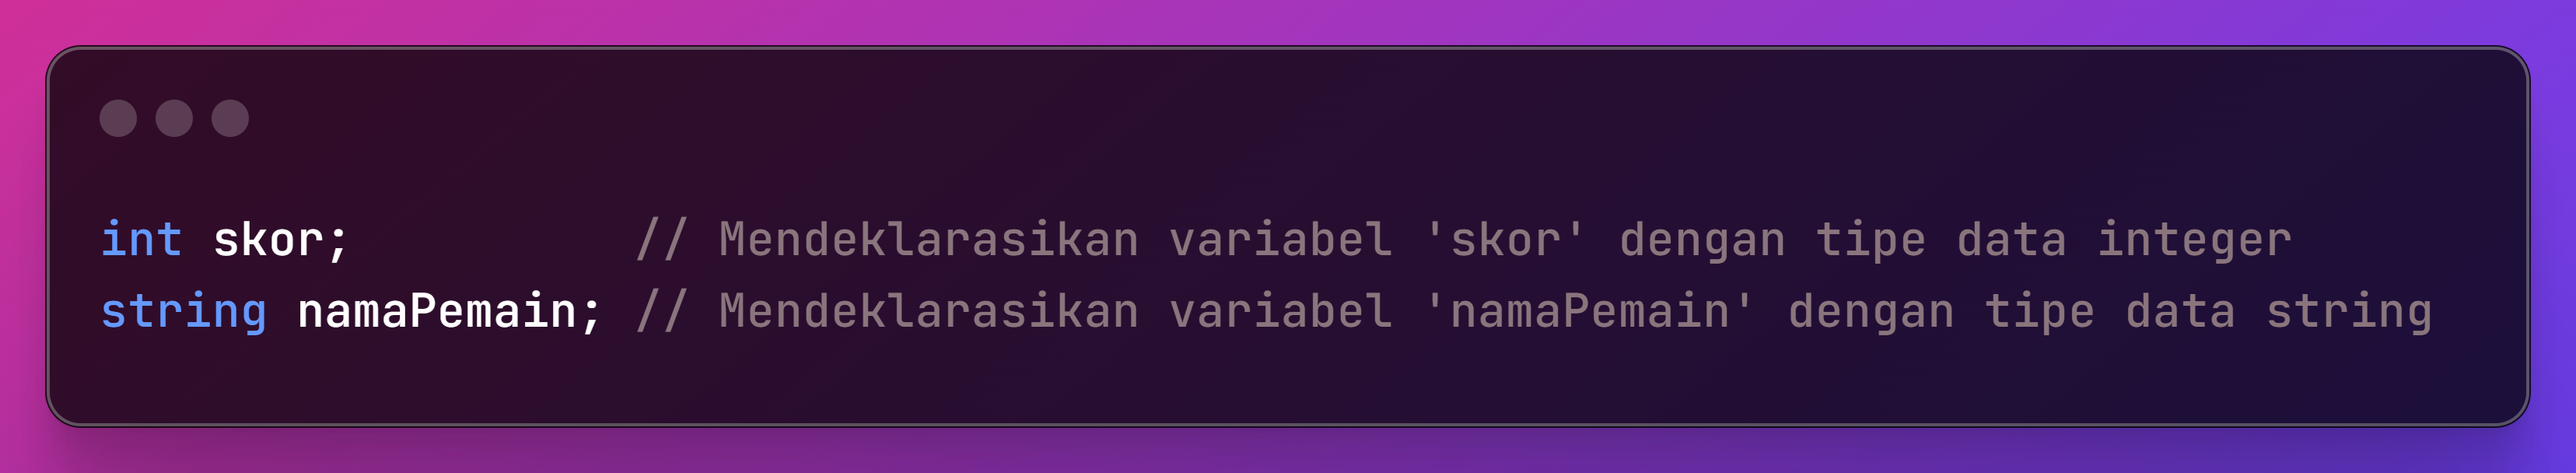 int skor;          // Mendeklarasikan variabel 'skor' dengan tipe data integer
string namaPemain; // Mendeklarasikan variabel 'namaPemain' dengan tipe data string